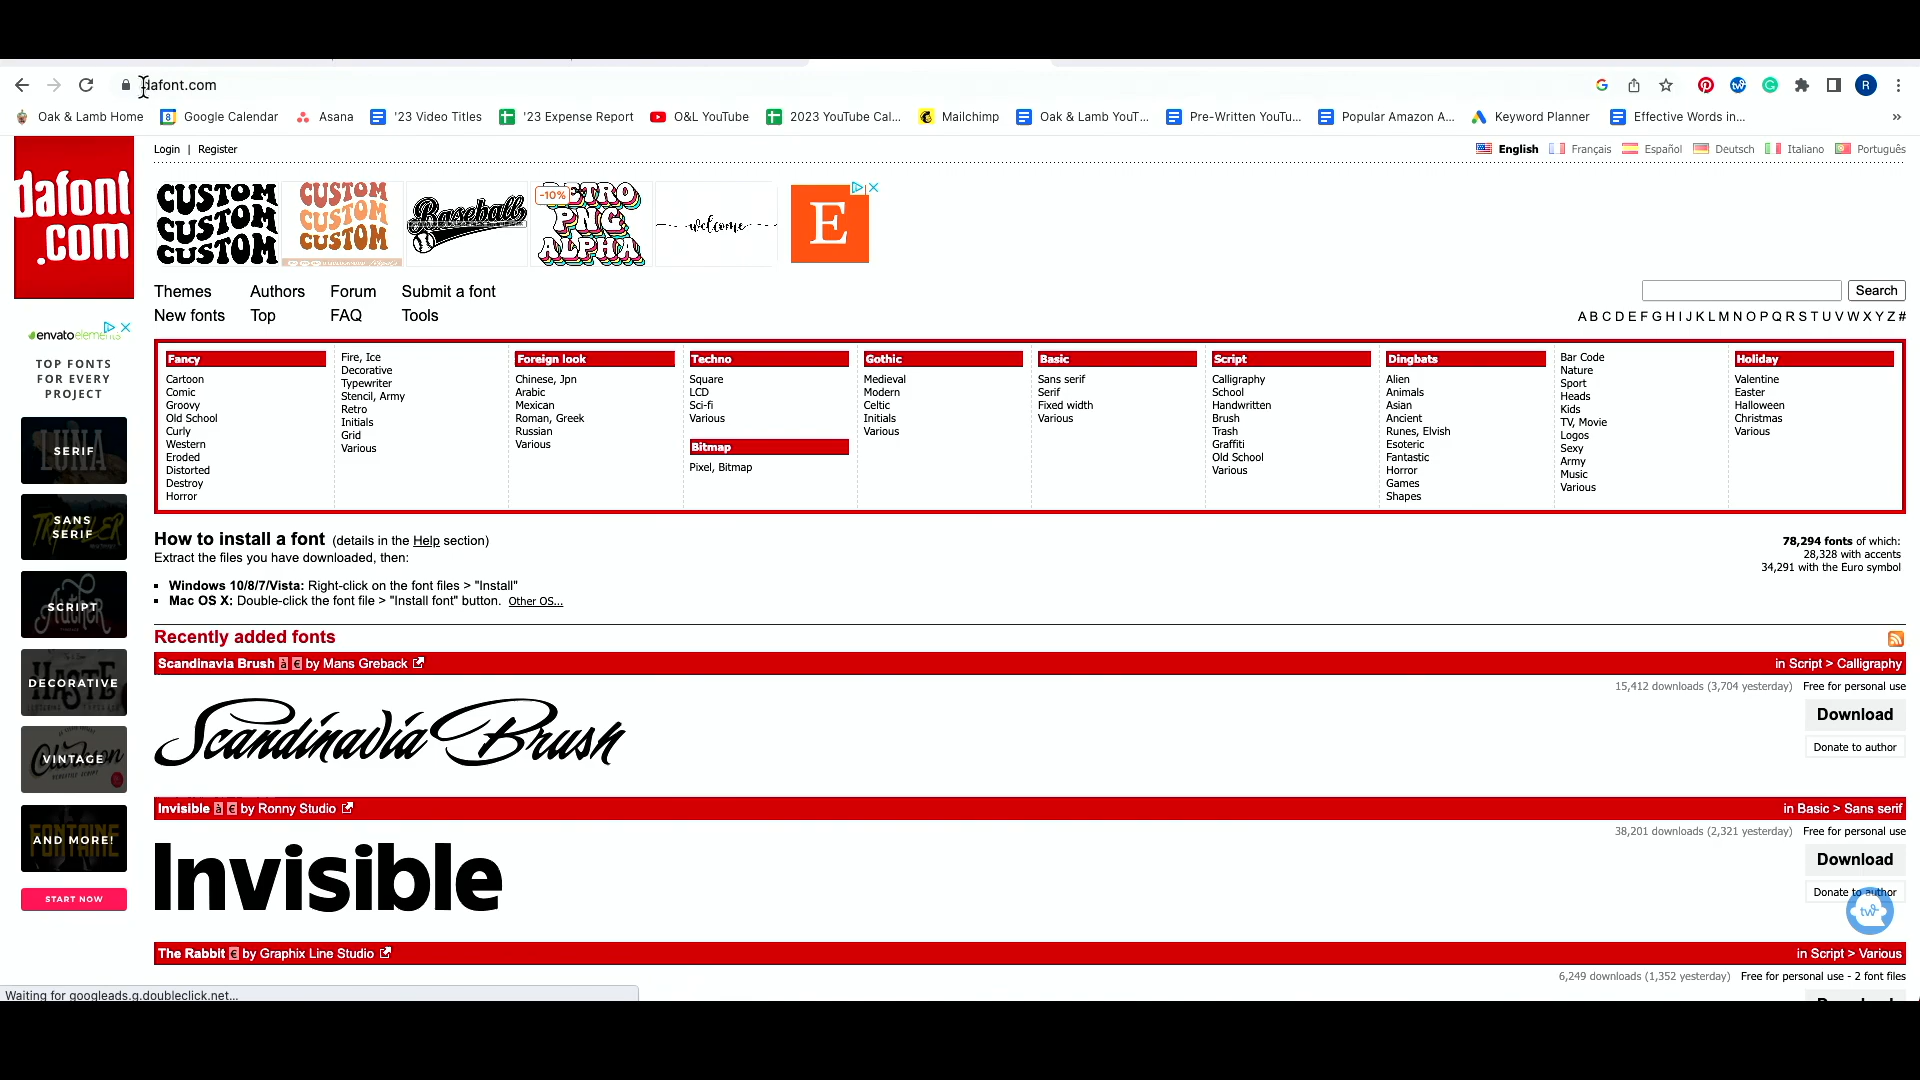 dafont.com
Oak & Lamb Home
Google Calendar
Asana
'23 Video Titles
'23 Expense Report
O&L YouTube
2023 YouTube Cal...
Mailchimp
Oak & Lamb YouT...
Pre-Written YouTu...
Popular Amazon A...
Keyword Planner
Effective Words in...
»
R
Login | Register
English
Français
Español
Deutsch
Italiano
Português
dafont
.com
CUSTOM
CUSTOM
CUSTOM
CUSTOM
CUSTOM
CUSTOM
Baseball
-10%
RETRO
PNG
ALPHA
welcome
E
Themes Authors Forum Submit a font
New fonts Top FAQ Tools
Search
A B C D E F G H I J K L M N O P Q R S T U V W X Y Z #
envatoelements
TOP FONTS
FOR EVERY
PROJECT
SERIF
SANS
SERIF
SCRIPT
DECORATIVE
VINTAGE
AND MORE!
START NOW
Fancy
Cartoon
Comic
Groovy
Old School
Curly
Western
Eroded
Distorted
Destroy
Horror
Fire, Ice
Decorative
Typewriter
Stencil, Army
Retro
Initials
Grid
Various
Foreign look
Chinese, Jpn
Arabic
Mexican
Roman, Greek
Russian
Various
Techno
Square
LCD
Sci-fi
Various
Bitmap
Pixel, Bitmap
Gothic
Medieval
Modern
Celtic
Initials
Various
Basic
Sans serif
Serif
Fixed width
Various
Script
Calligraphy
School
Handwritten
Brush
Trash
Graffiti
Old School
Various
Dingbats
Alien
Animals
Asian
Ancient
Runes, Elvish
Esoteric
Fantastic
Horror
Games
Shapes
Bar Code
Nature
Sport
Heads
Kids
TV, Movie
Logos
Sexy
Army
Music
Various
Holiday
Valentine
Easter
Halloween
Christmas
Various
How to install a font (details in the Help section)
Extract the files you have downloaded, then:
Windows 10/8/7/Vista: Right-click on the font files > "Install"
Mac OS X: Double-click the font file > "Install font" button. Other OS...
78,294 fonts of which:
28,328 with accents
34,291 with the Euro symbol
Recently added fonts
Scandinavia Brush à € by Mans Greback
in Script > Calligraphy
15,412 downloads (3,704 yesterday) Free for personal use
Scandinavia Brush
Download
Donate to author
Invisible à € by Ronny Studio
in Basic > Sans serif
38,201 downloads (2,321 yesterday) Free for personal use
Invisible
Download
Donate to author
The Rabbit € by Graphix Line Studio
in Script > Various
6,249 downloads (1,352 yesterday) Free for personal use - 2 font files
Waiting for googleads.g.doubleclick.net...